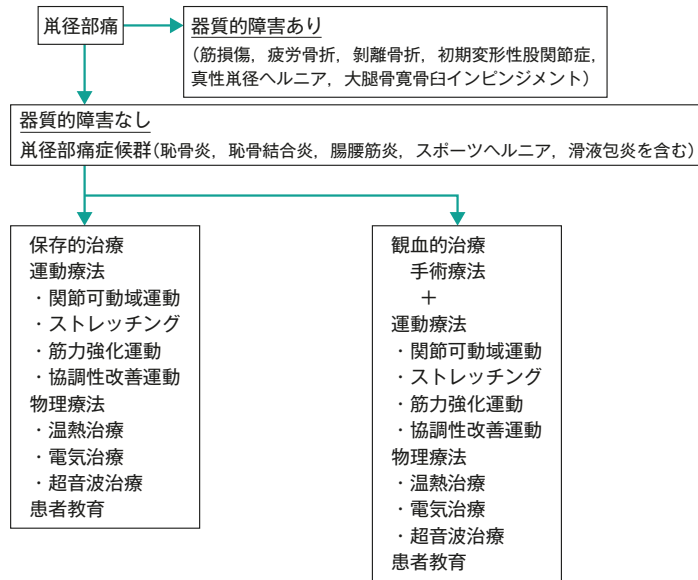 鼡径部痛
器質的障害あり
(筋損傷，疲労骨折，剝離骨折，初期変形性股関節症，
真性鼡径ヘルニア，大腿骨寛骨臼インピンジメント)
器質的障害なし
鼡径部痛症候群(恥骨炎，恥骨結合炎，腸腰筋炎，スポーツヘルニア，滑液包炎を含む)
保存的治療
運動療法
・関節可動域運動
・ストレッチング
・筋力強化運動
・協調性改善運動
物理療法
・温熱治療
・電気治療
・超音波治療
患者教育
観血的治療
手術療法
＋
運動療法
・関節可動域運動
・ストレッチング
・筋力強化運動
・協調性改善運動
物理療法
・温熱治療
・電気治療
・超音波治療
患者教育